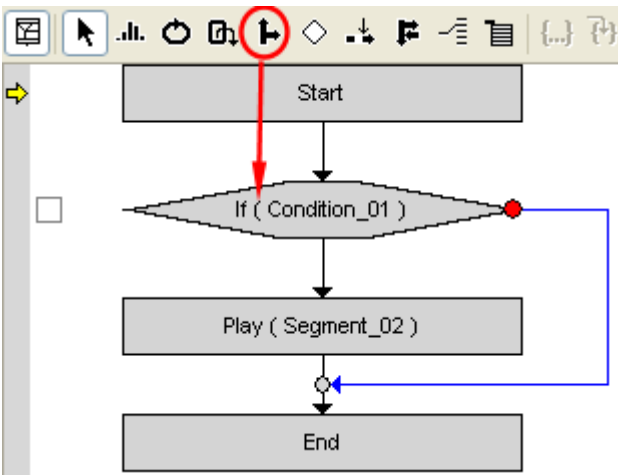 Start
If ( Condition_01 )
Play ( Segment_02 )
End